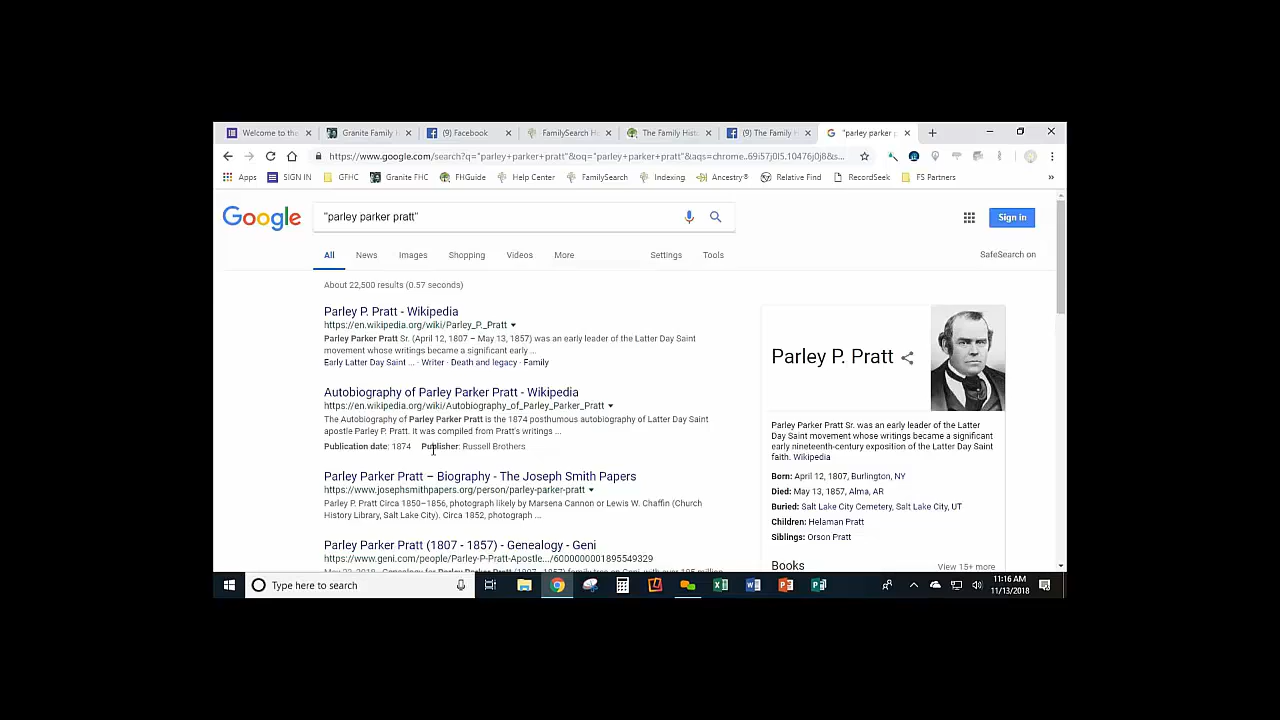 Welcome to the
Granite Family H
(9) Facebook
FamilySearch He
The Family Hist
(9) The Family H
"parley parker p
https://www.google.com/search?q="parley+parker+pratt"&oq="parley+parker+pratt"&aqs=chrome..69i57j0l5.10476j0j8&s...
Apps
SIGN IN
GFHC
Granite FHC
FHGuide
Help Center
FamilySearch
Indexing
Ancestry®
Relative Find
RecordSeek
FS Partners
»
Google
"parley parker pratt"
Sign in
All
News
Images
Shopping
Videos
More
Settings
Tools
SafeSearch on
About 22,500 results (0.57 seconds)
Parley P. Pratt - Wikipedia
https://en.wikipedia.org/wiki/Parley_P._Pratt
Parley Parker Pratt Sr. (April 12, 1807 – May 13, 1857) was an early leader of the Latter Day Saint
movement whose writings became a significant early ...
Early Latter Day Saint ... · Writer · Death and legacy · Family
Autobiography of Parley Parker Pratt - Wikipedia
https://en.wikipedia.org/wiki/Autobiography_of_Parley_Parker_Pratt
The Autobiography of Parley Parker Pratt is the 1874 posthumous autobiography of Latter Day Saint
apostle Parley P. Pratt. It was compiled from Pratt's writings ...
Publication date: 1874 Publisher: Russell Brothers
Parley Parker Pratt – Biography - The Joseph Smith Papers
https://www.josephsmithpapers.org/person/parley-parker-pratt
Parley P. Pratt Circa 1850–1856, photograph likely by Marsena Cannon or Lewis W. Chaffin (Church
History Library, Salt Lake City). Circa 1852, photograph ...
Parley Parker Pratt (1807 - 1857) - Genealogy - Geni
https://www.geni.com/people/Parley-P-Pratt-Apostle.../6000000001895549329
Parley P. Pratt
Parley Parker Pratt Sr. was an early leader of the Latter
Day Saint movement whose writings became a significant
early nineteenth-century exposition of the Latter Day Saint
faith. Wikipedia
Born: April 12, 1807, Burlington, NY
Died: May 13, 1857, Alma, AR
Buried: Salt Lake City Cemetery, Salt Lake City, UT
Children: Helaman Pratt
Siblings: Orson Pratt
Books
View 15+ more
Type here to search
11:16 AM
11/13/2018